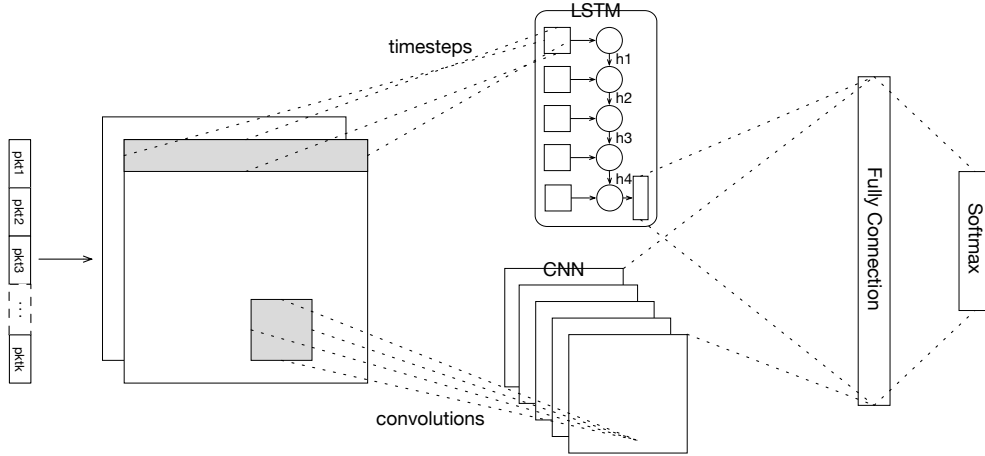 pkt1
pkt2
pkt3
...
pktk
timesteps
convolutions
LSTM
h1
h2
h3
h4
CNN
Fully Connection
Softmax